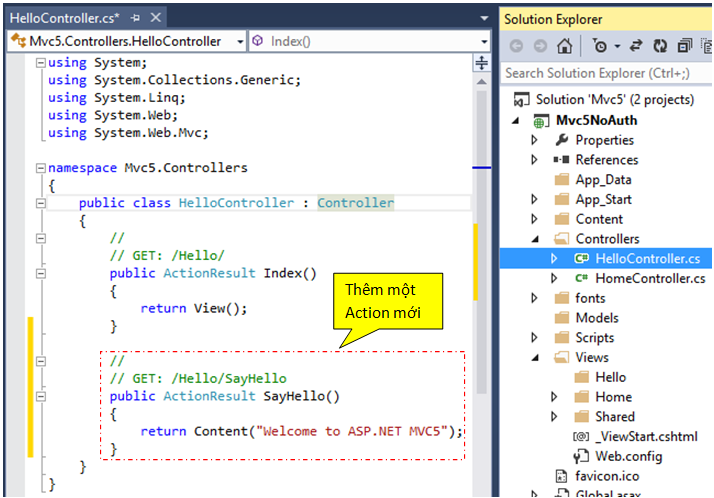 HelloController.cs*
Mvc5.Controllers.HelloController
Index()
using System;
using System.Collections.Generic;
using System.Linq;
using System.Web;
using System.Web.Mvc;
namespace Mvc5.Controllers
{
public class HelloController : Controller
{
//
// GET: /Hello/
public ActionResult Index()
{
return View();
}
//
// GET: /Hello/SayHello
public ActionResult SayHello()
{
return Content("Welcome to ASP.NET MVC5");
}
}
}
Thêm một
Action mới
Solution Explorer
Search Solution Explorer (Ctrl+;)
Solution 'Mvc5' (2 projects)
Mvc5NoAuth
Properties
References
App_Data
App_Start
Content
Controllers
C# HelloController.cs
C# HomeController.cs
fonts
Models
Scripts
Views
Hello
Home
Shared
[@] _ViewStart.cshtml
Web.config
favicon.ico
Global.asax